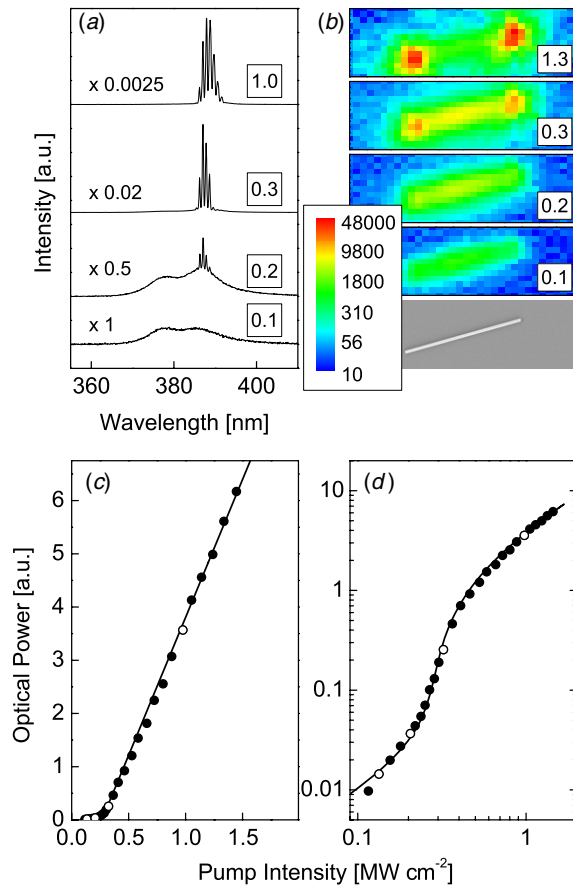 (a)
x 0.0025
1.0
x 0.02
0.3
x 0.5
0.2
x 1
0.1
Intensity [a.u.]
360 380 400
Wavelength [nm]
(b)
1.3
0.3
0.2
0.1
48000
9800
1800
310
56
10
(c)
6
5
4
3
2
1
0
0.0 0.5 1.0 1.5
Optical Power [a.u.]
(d)
10
1
0.1
0.01
0.1 1
Pump Intensity [MW cm-2]